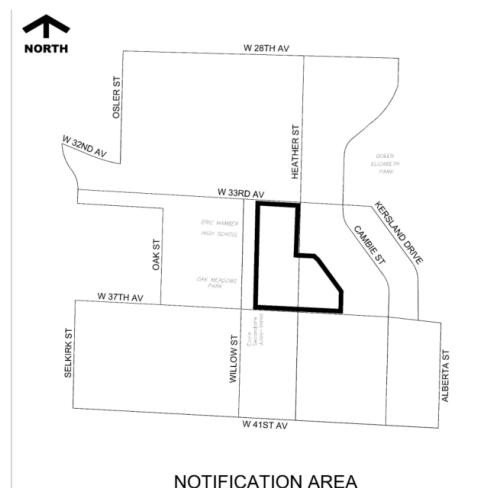 NORTH
W 28TH AV
OSLER ST
HEATHER ST
W 32ND AV
QUEEN
ELIZABETH
PARK
W 33RD AV
KERSLAND DRIVE
ERIC HAMBER
HIGH SCHOOL
CAMBIE ST
OAK ST
OAK MEADOWS
PARK
W 37TH AV
SELKIRK ST
WILLOW ST
Ecole
Secondaire
ALBERTA ST
W 41ST AV
NOTIFICATION AREA